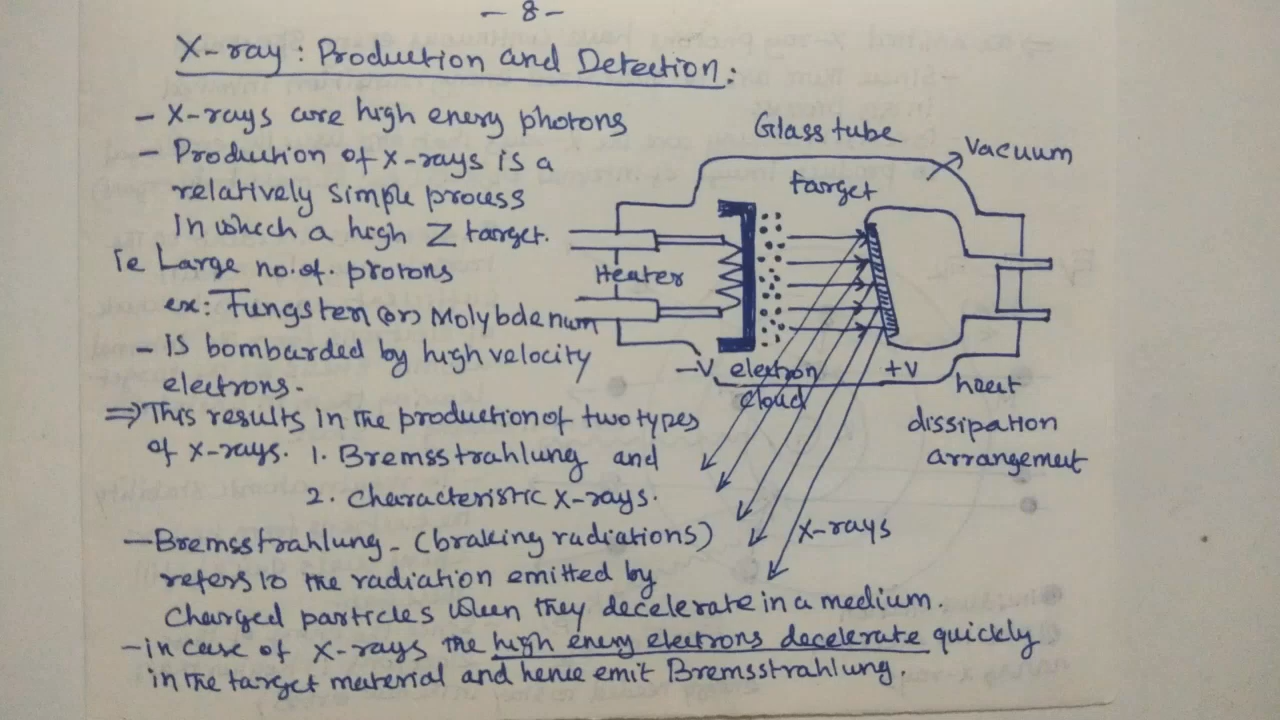 - 8 -
X-ray: Production and Detection:
- X-rays are high enery photons
- Production of X-rays is a
relatively simple process
In which a high Z target.
ie Large no. of. protons
ex: Tungsten (or) Molybdenum
- is bombarded by high velocity
electrons.
⇒ This results in the production of two types
of X-rays. 1. Bremsstrahlung and
2. Characteristic X-rays.
- Bremsstrahlung - (braking radiations)
refers to the radiation emitted by
Charged particles when they decelerate in a medium.
- in case of X-rays the high enery electrons decelerate quickly
in the target material and hence emit Bremsstrahlung.
Glass tube
Vacuum
target
Heater
-V
electron
cloud
+V
heat
dissipation
arrangement
X-rays